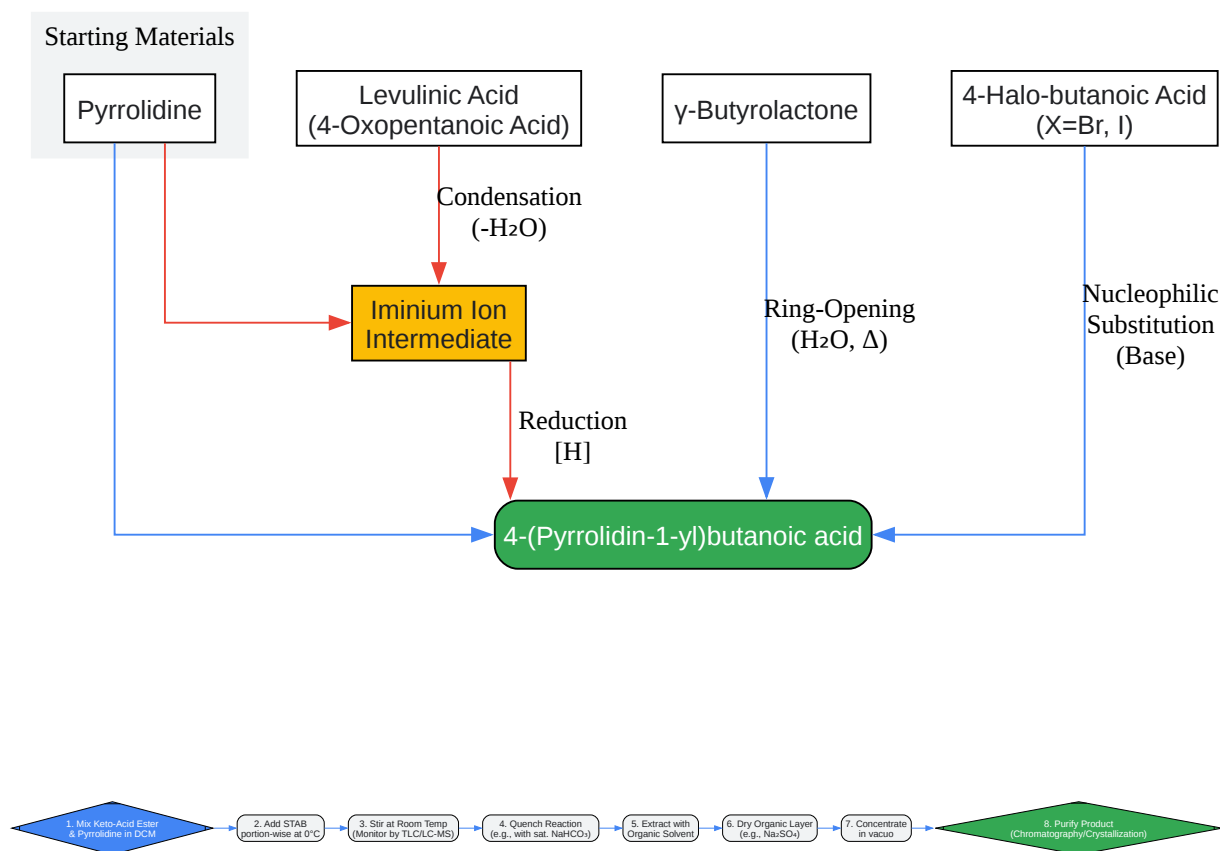 Starting Materials
Pyrrolidine
Levulinic Acid
(4-Oxopentanoic Acid)
γ-Butyrolactone
4-Halo-butanoic Acid
(X=Br, I)
Condensation
(-H₂O)
Iminium Ion
Intermediate
Ring-Opening
(H₂O, Δ)
Nucleophilic
Substitution
(Base)
Reduction
[H]
4-(Pyrrolidin-1-yl)butanoic acid
1. Mix Keto-Acid Ester
& Pyrrolidine in DCM
2. Add STAB
portion-wise at 0°C
3. Stir at Room Temp
(Monitor by TLC/LC-MS)
4. Quench Reaction
(e.g., with sat. NaHCO₃)
5. Extract with
Organic Solvent
6. Dry Organic Layer
(e.g., Na₂SO₄)
7. Concentrate
in vacuo
8. Purify Product
(Chromatography/Crystallization)